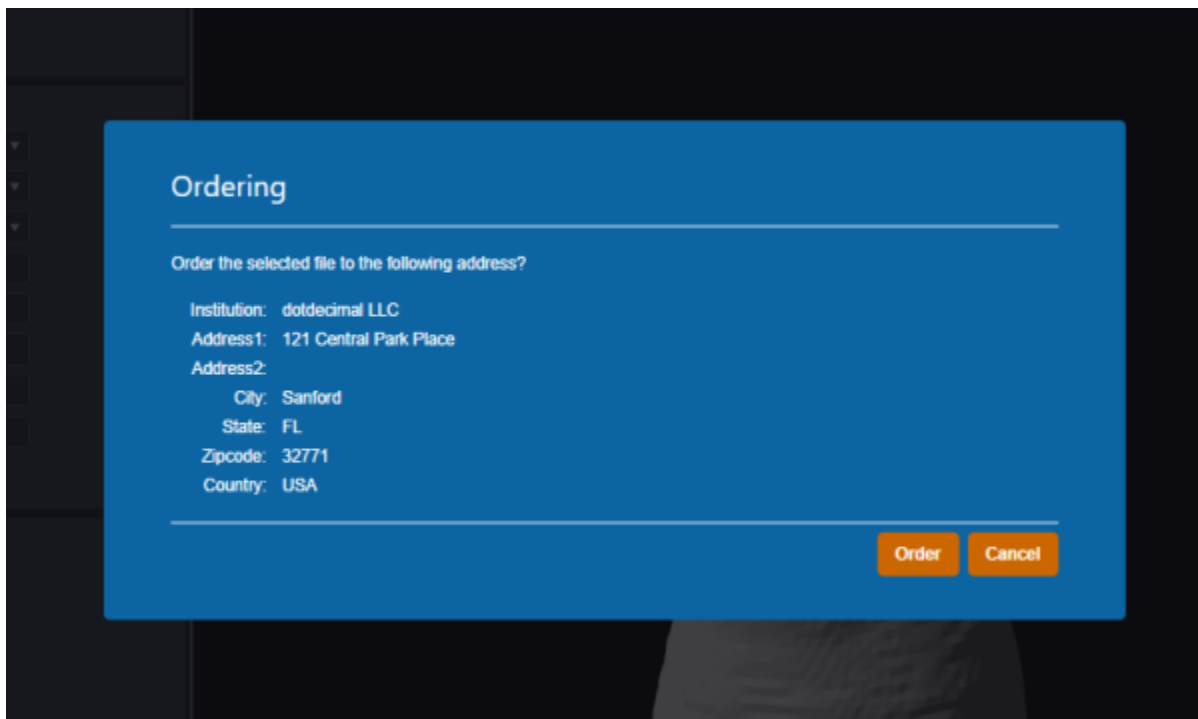 Ordering
Order the selected file to the following address?
Institution: dotdecimal LLC
Address1: 121 Central Park Place
Address2:
City: Sanford
State: FL
Zipcode: 32771
Country: USA
Order Cancel